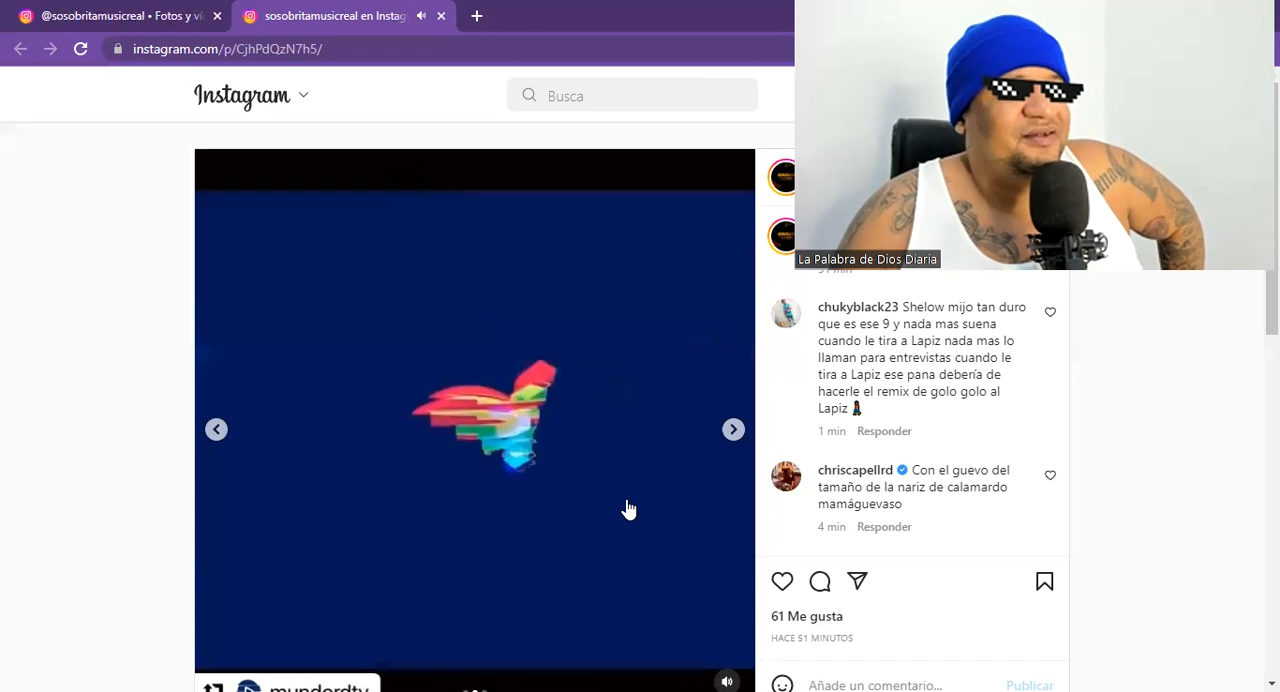 @sosobritamusicreal • Fotos y ví
sosobritamusicreal en Instag
instagram.com/p/CjhPdQzN7h5/
Instagram
Busca
La Palabra de Dios Diaria
chukyblack23 Shelow mijo tan duro
que es ese 9 y nada mas suena
cuando le tira a Lapiz nada mas lo
llaman para entrevistas cuando le
tira a Lapiz ese pana debería de
hacerle el remix de golo golo al
Lapiz
1 min Responder
chriscapellrd Con el guevo del
tamaño de la nariz de calamardo
mamáguevaso
4 min Responder
61 Me gusta
HACE 51 MINUTOS
mundordtv
Añade un comentario...
Publicar